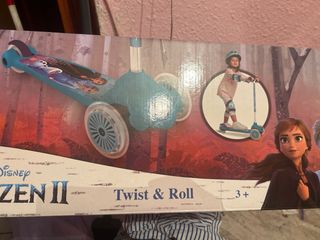 Disney
ZEN II
Twist & Roll
3+